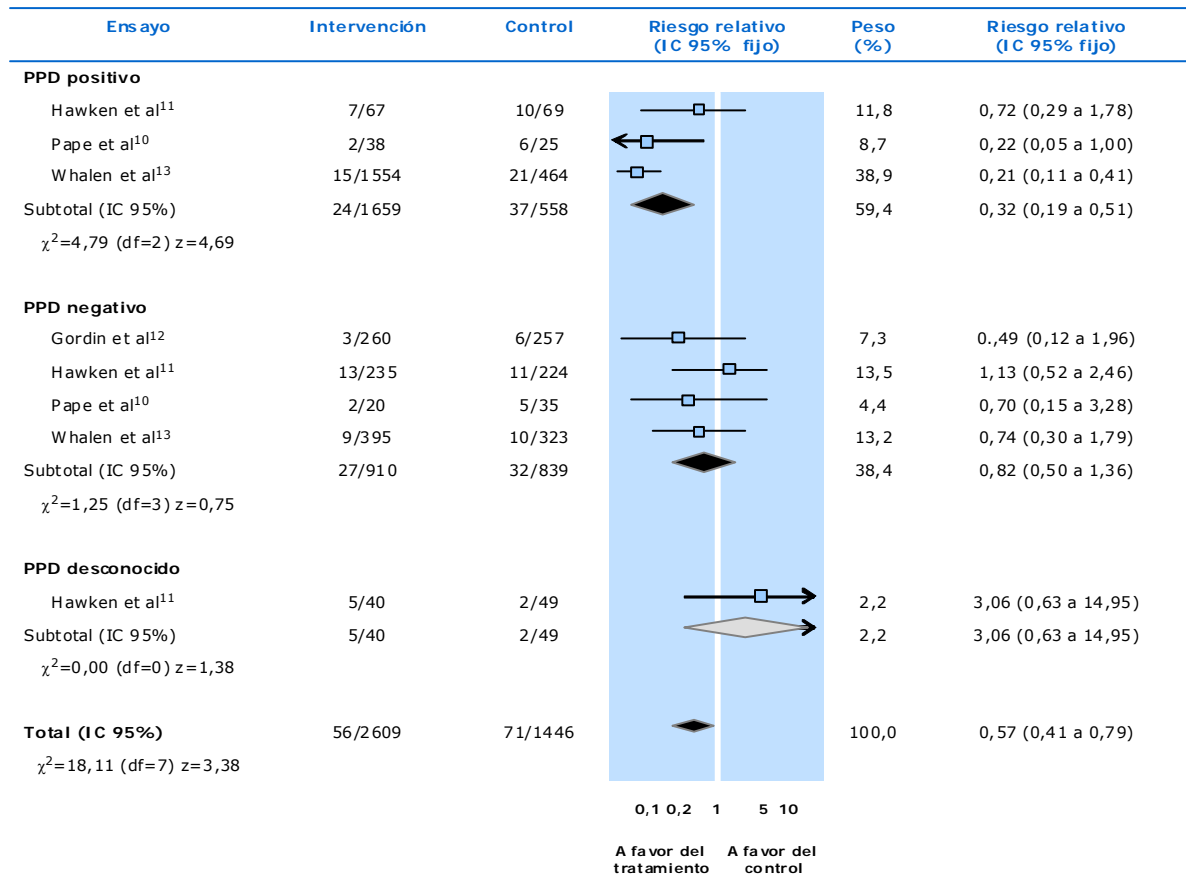 Ensayo Intervención Control Riesgo relativo (IC 95% fijo) Peso (%) Riesgo relativo (IC 95% fijo)
PPD positivo
Hawken et al11 7/67 10/69 11,8 0,72 (0,29 a 1,78)
Pape et al10 2/38 6/25 8,7 0,22 (0,05 a 1,00)
Whalen et al13 15/1554 21/464 38,9 0,21 (0,11 a 0,41)
Subtotal (IC 95%) 24/1659 37/558 59,4 0,32 (0,19 a 0,51)
χ2=4,79 (df=2) z=4,69
PPD negativo
Gordin et al12 3/260 6/257 7,3 0.,49 (0,12 a 1,96)
Hawken et al11 13/235 11/224 13,5 1,13 (0,52 a 2,46)
Pape et al10 2/20 5/35 4,4 0,70 (0,15 a 3,28)
Whalen et al13 9/395 10/323 13,2 0,74 (0,30 a 1,79)
Subtotal (IC 95%) 27/910 32/839 38,4 0,82 (0,50 a 1,36)
χ2=1,25 (df=3) z=0,75
PPD desconocido
Hawken et al11 5/40 2/49 2,2 3,06 (0,63 a 14,95)
Subtotal (IC 95%) 5/40 2/49 2,2 3,06 (0,63 a 14,95)
χ2=0,00 (df=0) z=1,38
Total (IC 95%) 56/2609 71/1446 100,0 0,57 (0,41 a 0,79)
χ2=18,11 (df=7) z=3,38
0,1 0,2 1 5 10
A favor del tratamiento A favor del control